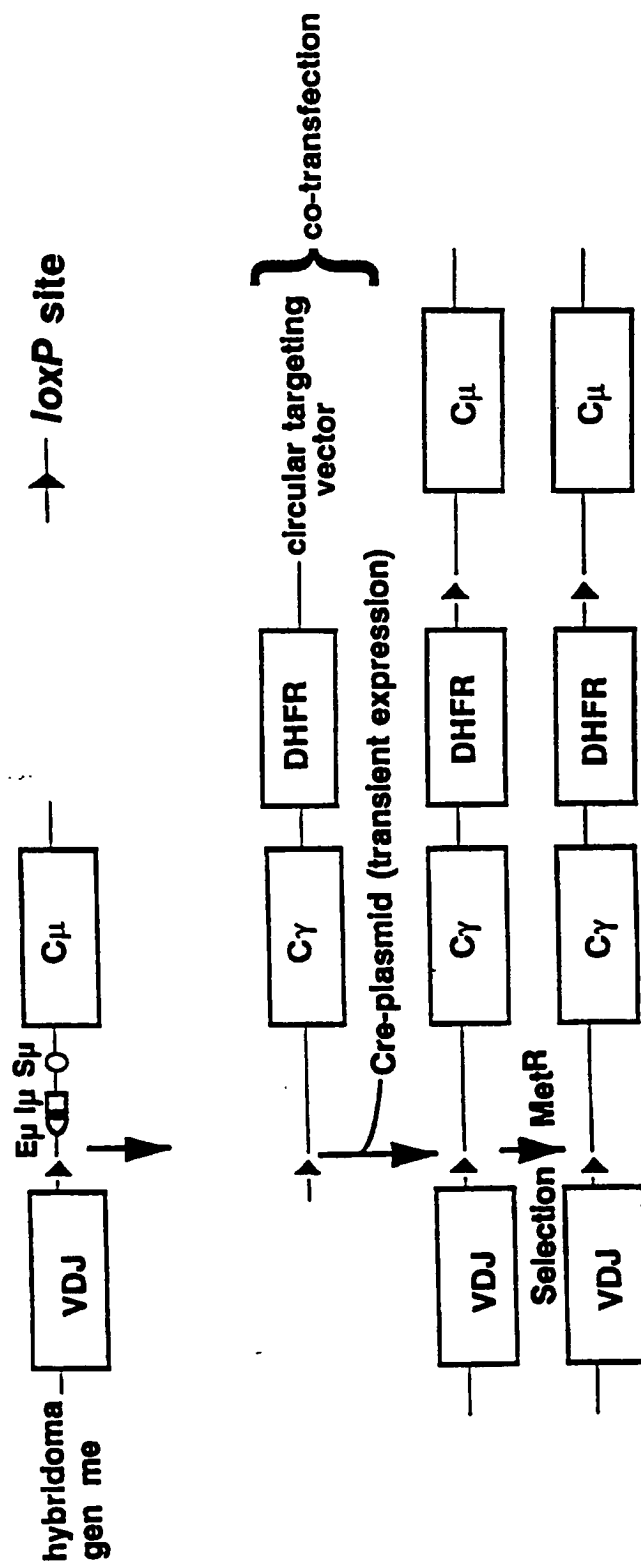 loxP site
hybridoma
gen me
VDJ
Eμ Iμ Sμ
Cμ
Cγ
DHFR
circular targeting
vector
co-transfection
Cre-plasmid (transient expression)
VDJ
Cγ
DHFR
Cμ
Selection MetR
VDJ
Cγ
DHFR
Cμ